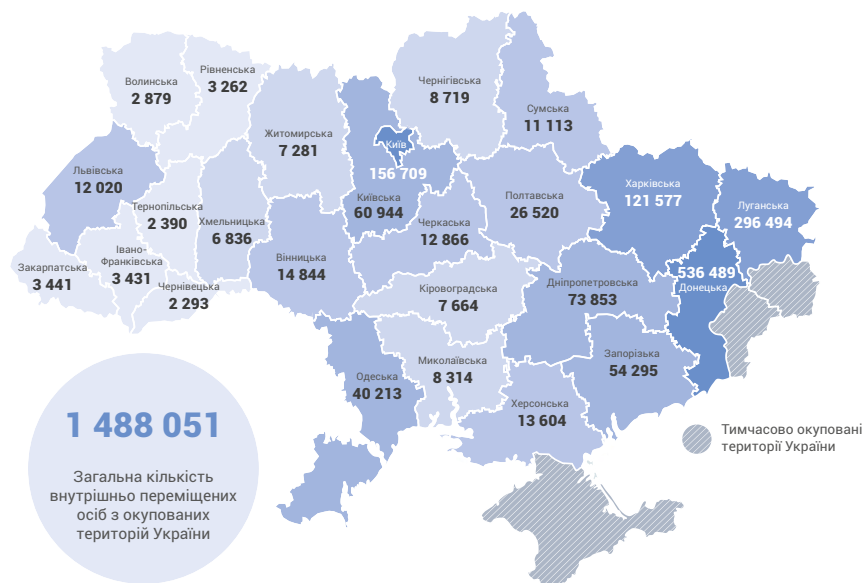 Волинська
2 879
Рівненська
3 262
Житомирська
7 281
Київ
156 709
Київська
60 944
Чернігівська
8 719
Сумська
11 113
Львівська
12 020
Тернопільська
2 390
Хмельницька
6 836
Вінницька
14 844
Черкаська
12 866
Полтавська
26 520
Харківська
121 577
Луганська
296 494
Закарпатська
3 441
Івано-
Франківська
3 431
Чернівецька
2 293
Кіровоградська
7 664
Дніпропетровська
73 853
536 489
Донецька
Одеська
40 213
Миколаївська
8 314
Херсонська
13 604
Запорізька
54 295
1 488 051
Загальна кількість
внутрішньо переміщених
осіб з окупованих
територій України
Тимчасово окуповані
території України